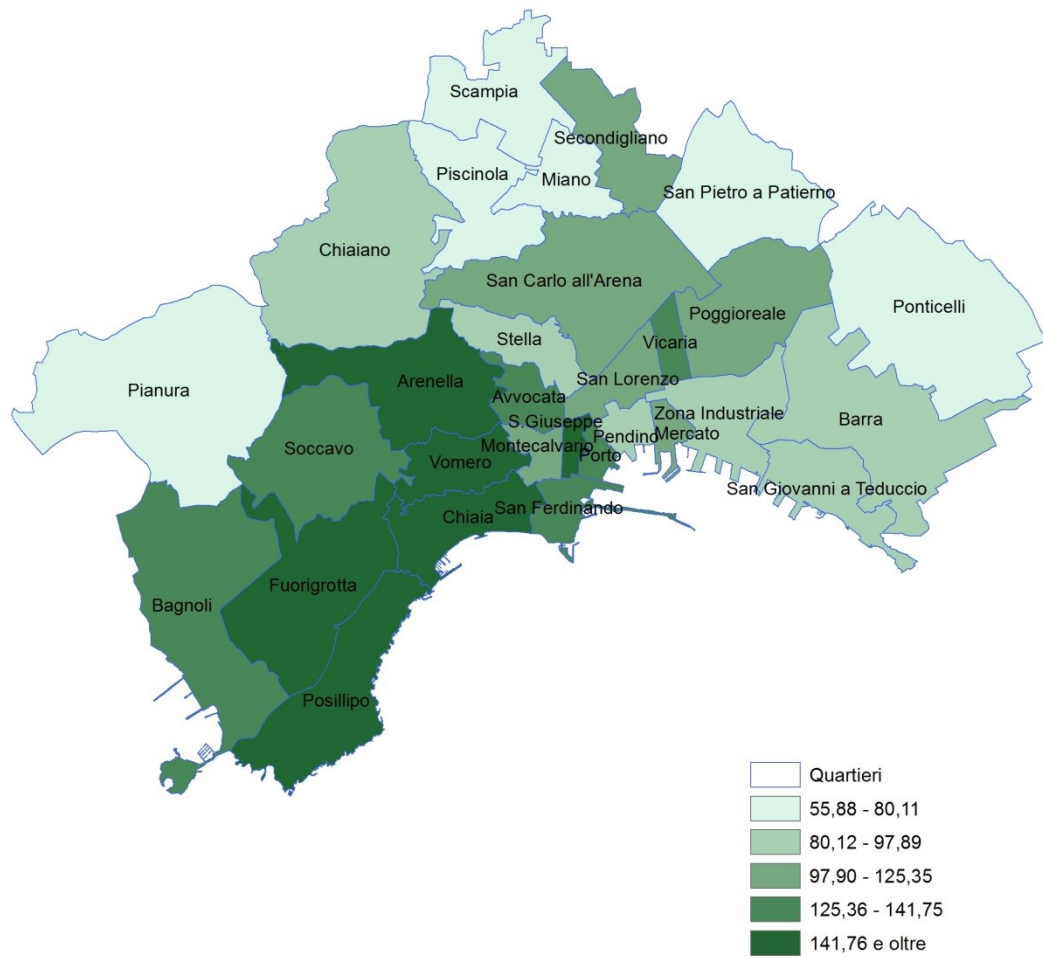 Scampia
Secondigliano
Piscinola
Miano
San Pietro a Patierno
Chiaiano
San Carlo all'Arena
Ponticelli
Poggioreale
Stella
Vicaria
Arenella
San Lorenzo
Pianura
Avvocata
Zona Industriale
S.Giuseppe
Barra
Pendino
Mercato
Soccavo
Montecalvario
Porto
Vomero
San Giovanni a Teduccio
Chiaia
San Ferdinando
Fuorigrotta
Bagnoli
Posillipo
Quartieri
55,88 - 80,11
80,12 - 97,89
97,90 - 125,35
125,36 - 141,75
141,76 e oltre